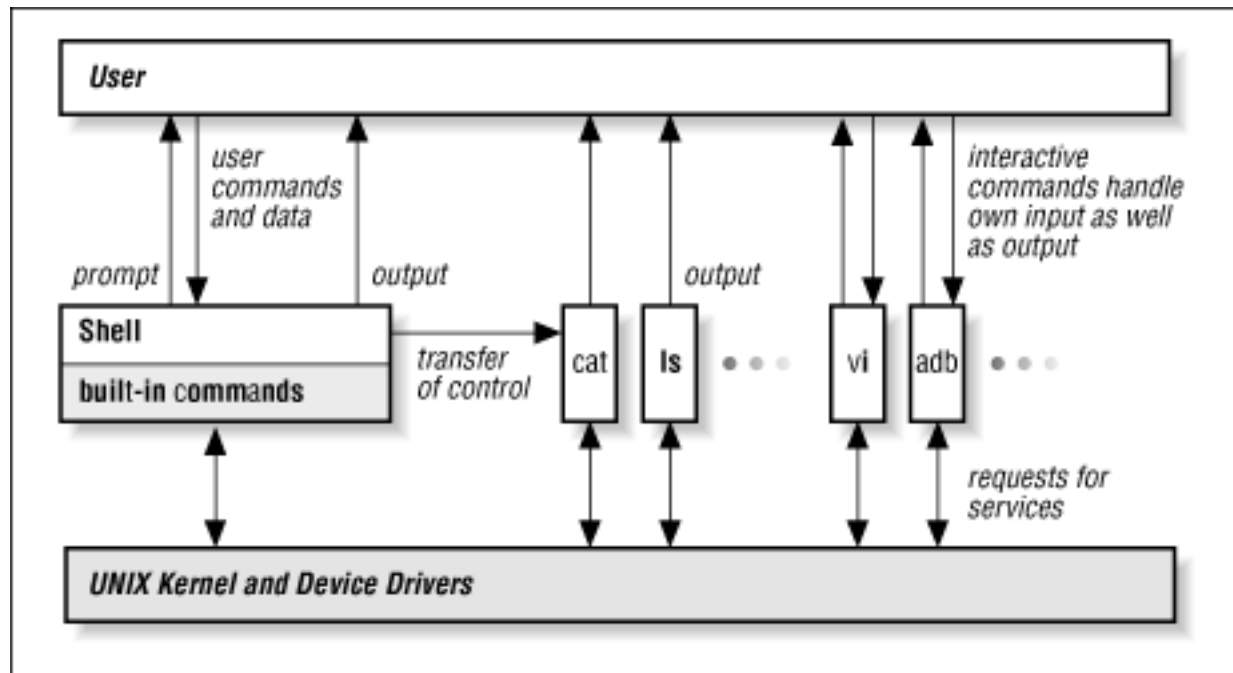 User
user
commands
and data
interactive
commands handle
own input as well
as output
prompt
output
output
Shell
built-in commands
transfer
of control
cat
ls
vi
adb
requests for
services
UNIX Kernel and Device Drivers